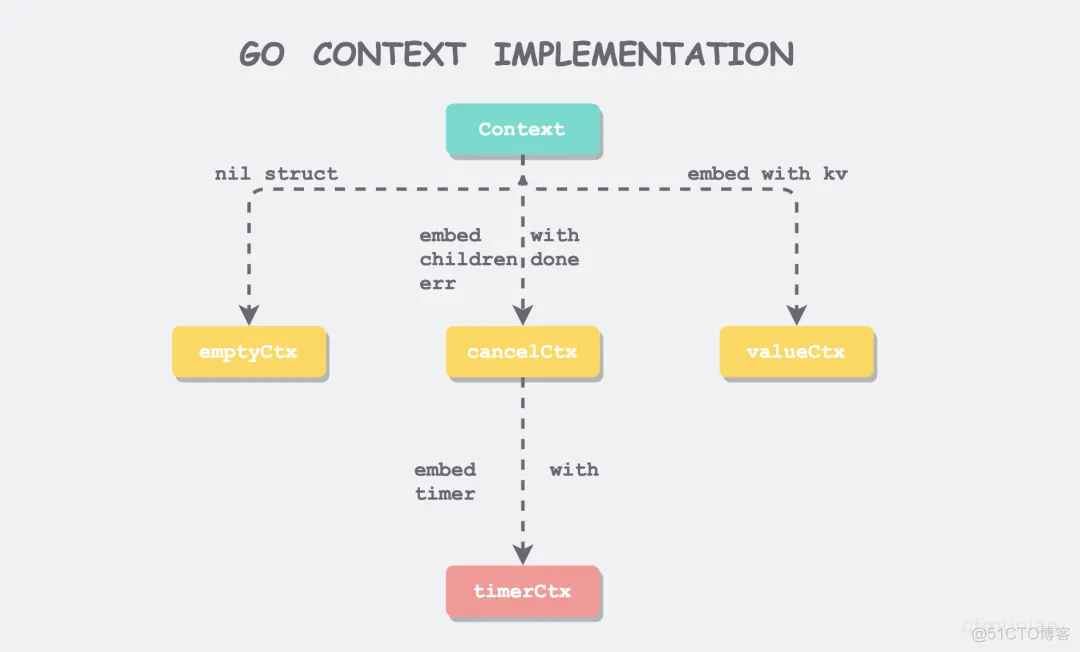 GO CONTEXT IMPLEMENTATION
Context
nil struct
embed with kv
embed with
children done
err
emptyCtx
cancelCtx
valueCtx
embed with
timer
timerCtx
@51CTO博客